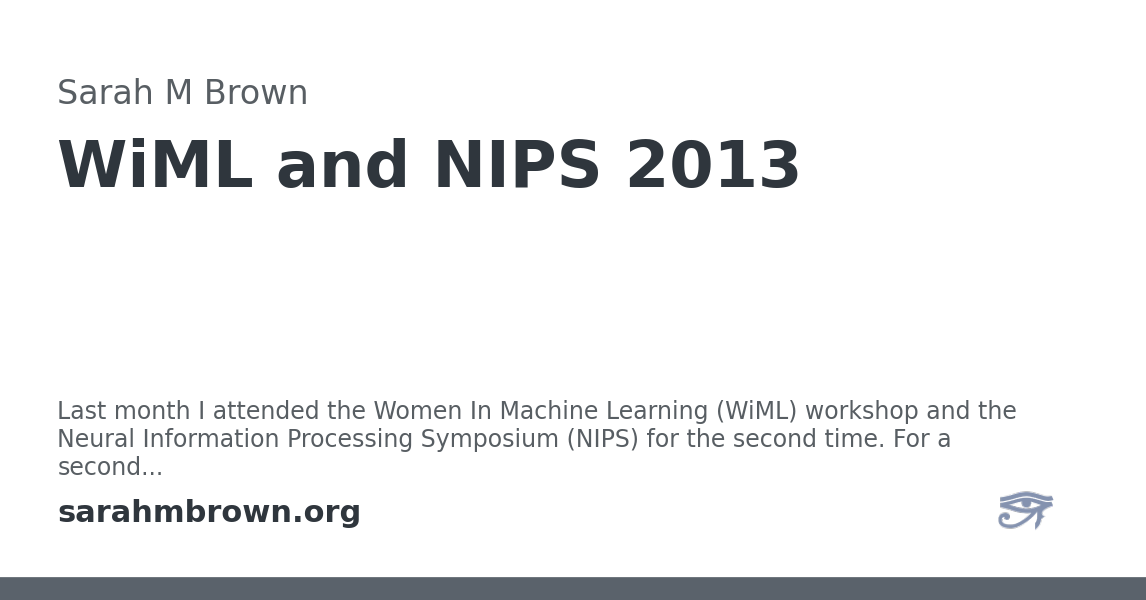 Sarah M Brown
WiML and NIPS 2013
Last month I attended the Women In Machine Learning (WiML) workshop and the
Neural Information Processing Symposium (NIPS) for the second time. For a
second...
sarahmbrown.org